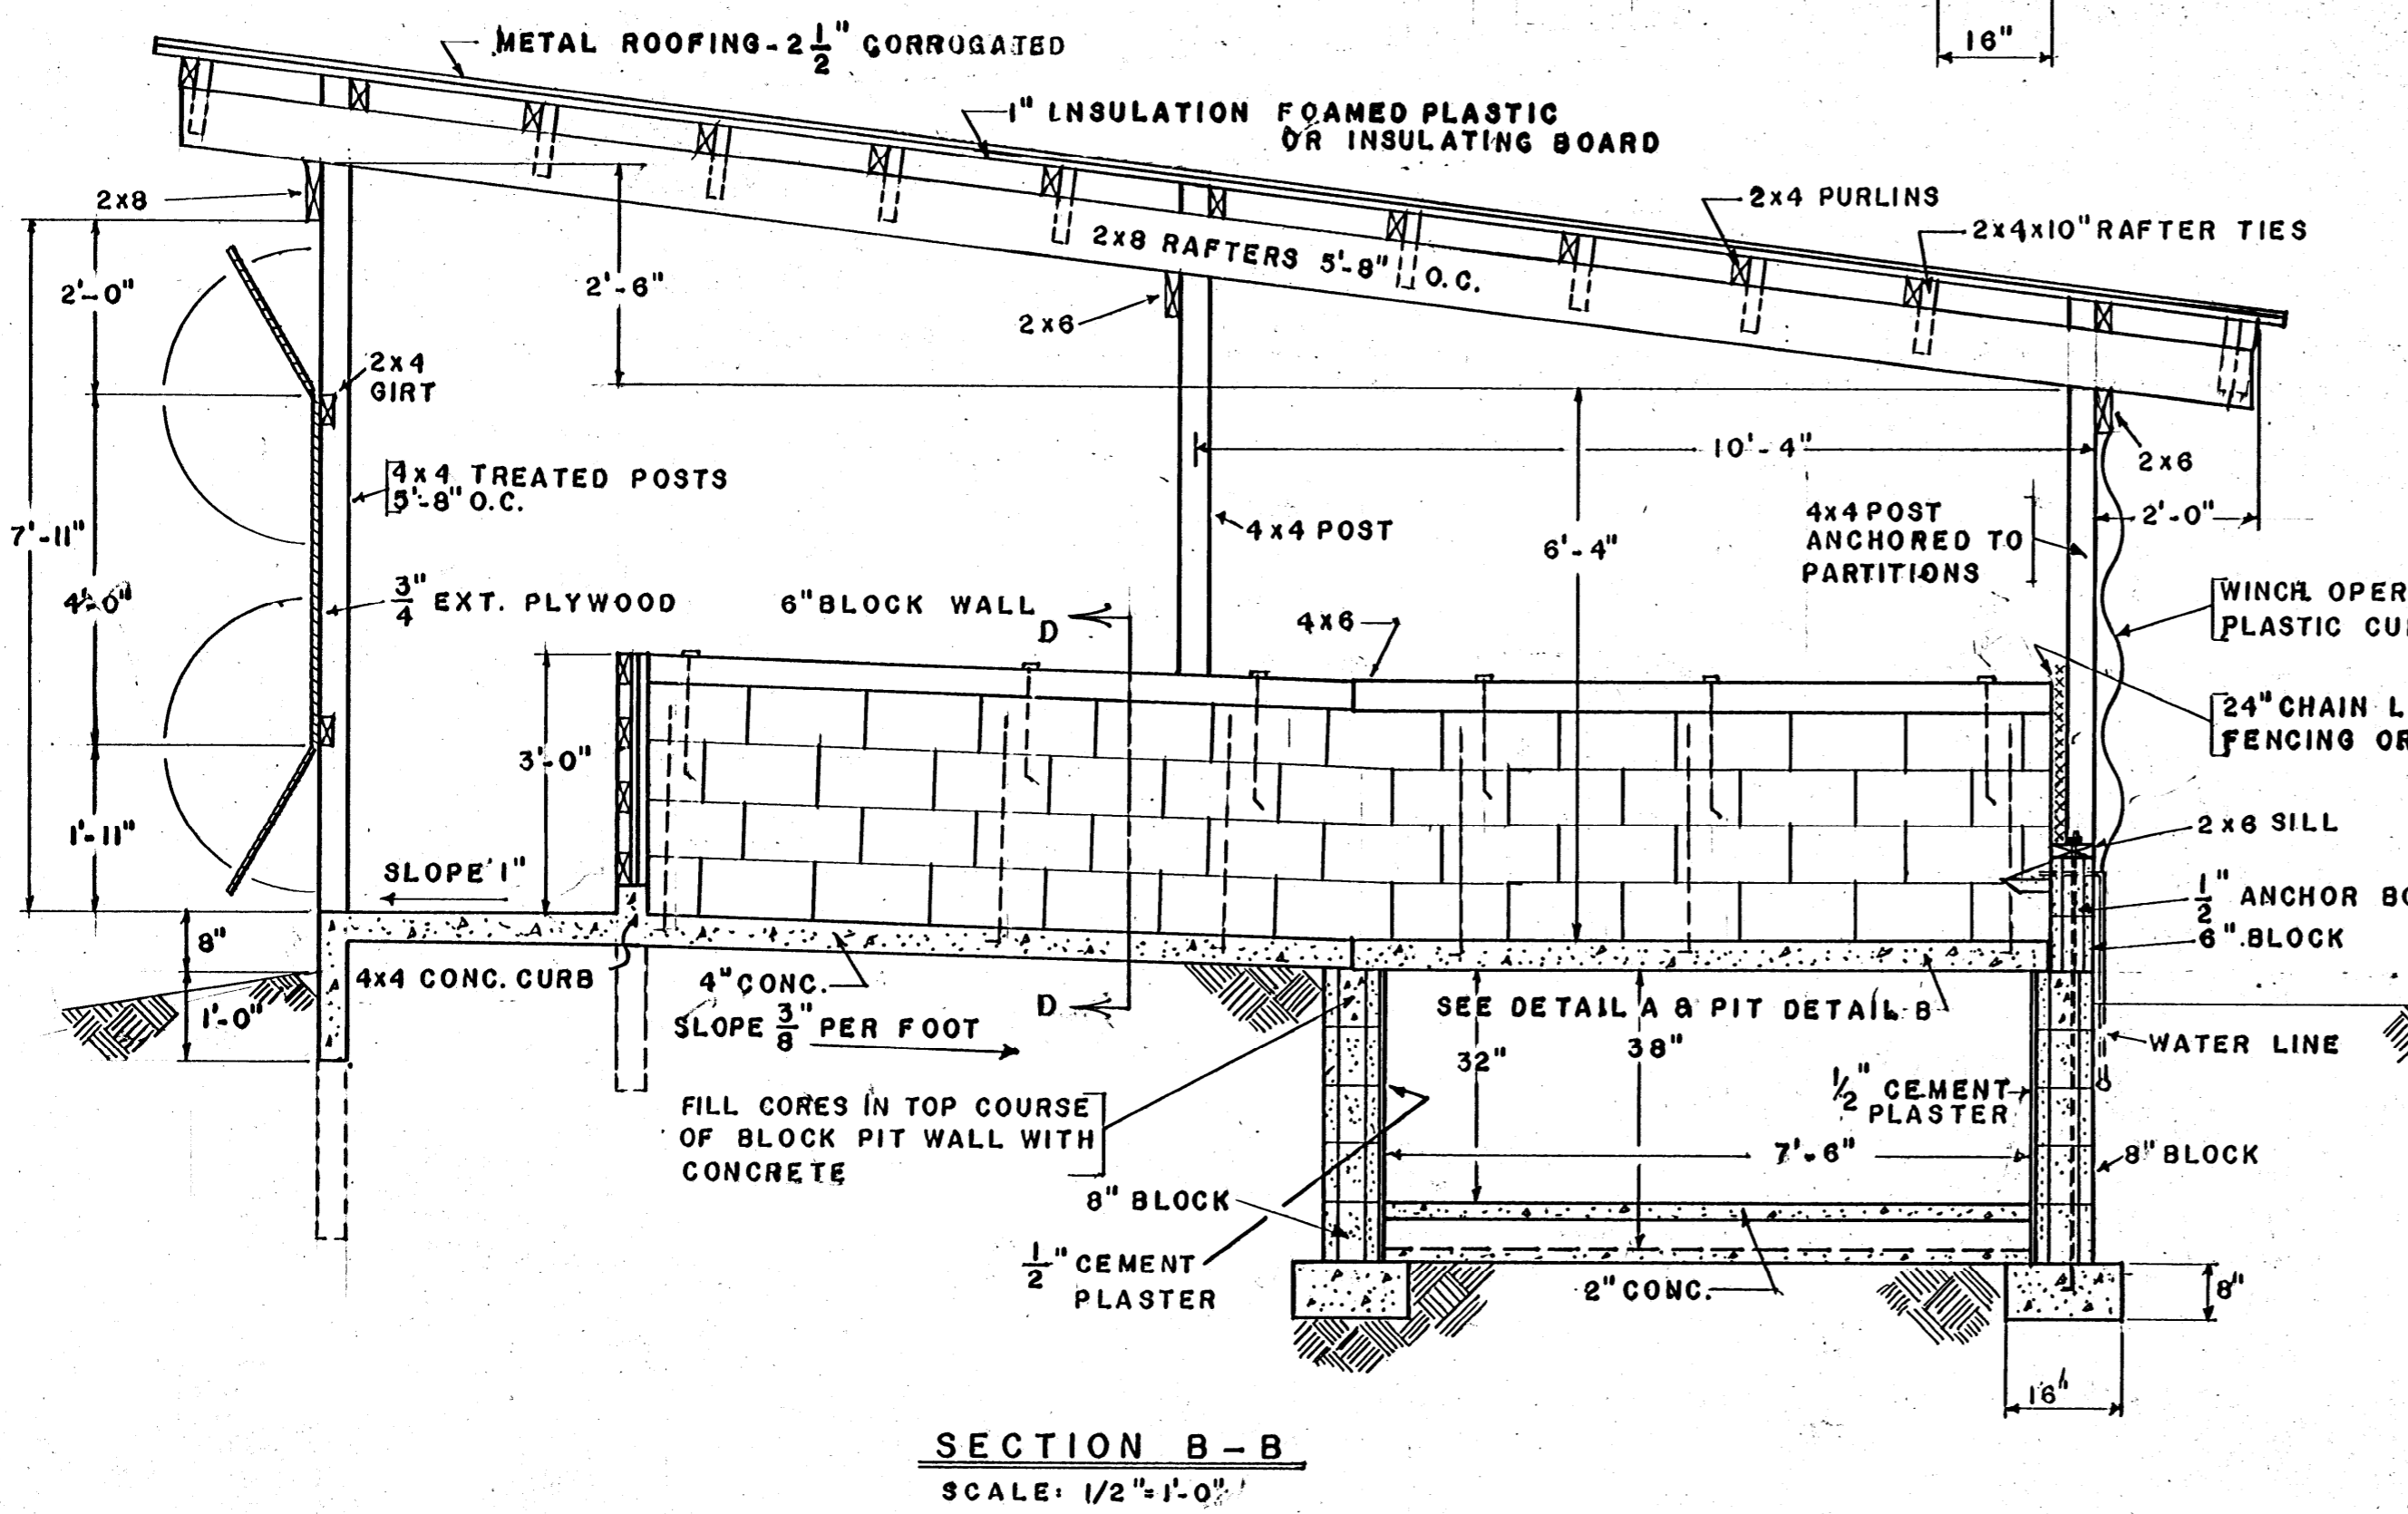 16"
METAL ROOFING-2 1/2" CORROGATED
1" INSULATION FOAMED PLASTIC
OR INSULATING BOARD
2x8
2x4 PURLINS
2x4x10" RAFTER TIES
2x8 RAFTERS 5'-8" O.C.
2'-0"
2'-6"
2x6
2x4
GIRT
10'-4"
2x6
4x4 TREATED POSTS
5'-8" O.C.
7'-11"
4x4 POST
6'-4"
4x4 POST
ANCHORED TO
PARTITIONS
2'-0"
4'-0"
3/4" EXT. PLYWOOD
6" BLOCK WALL
D
4x6
WINCH OPER
PLASTIC CU
24" CHAIN L
FENCING OR
3'-0"
1'-11"
SLOPE 1"
2x6 SILL
1/2" ANCHOR BO
6" BLOCK
8"
4x4 CONC. CURB
4" CONC.
SLOPE 3/8" PER FOOT
D
SEE DETAIL A & PIT DETAIL B
1'-0"
32"
38"
WATER LINE
1/2" CEMENT
PLASTER
FILL CORES IN TOP COURSE
OF BLOCK PIT WALL WITH
CONCRETE
7'-6"
8" BLOCK
8" BLOCK
1/2" CEMENT
PLASTER
2" CONC.
8"
16"
SECTION B-B
SCALE: 1/2"=1'-0"